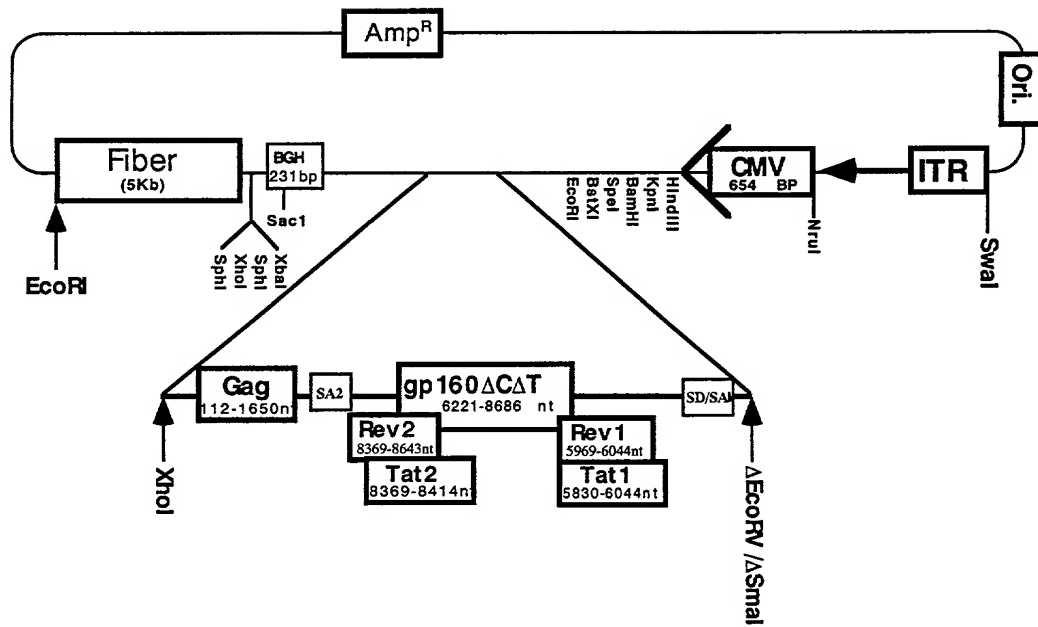 Amp^R
Ori.
Fiber
(5Kb)
BGH
231bp
CMV
654 BP
ITR
Sac1
EcoRI
BstXI
SpeI
BamHI
KpnI
HindIII
NruI
SwaI
EcoRI
SphI
XhoI
SphI
XbaI
Gag
112-1650nt
SA2
gp160ΔCΔT
6221-8686 nt
SD/SA
Rev2
8369-8643nt
Rev1
5969-6044nt
Tat2
8369-8414nt
Tat1
5830-6044nt
XhoI
ΔEcoRV /ΔSmaI